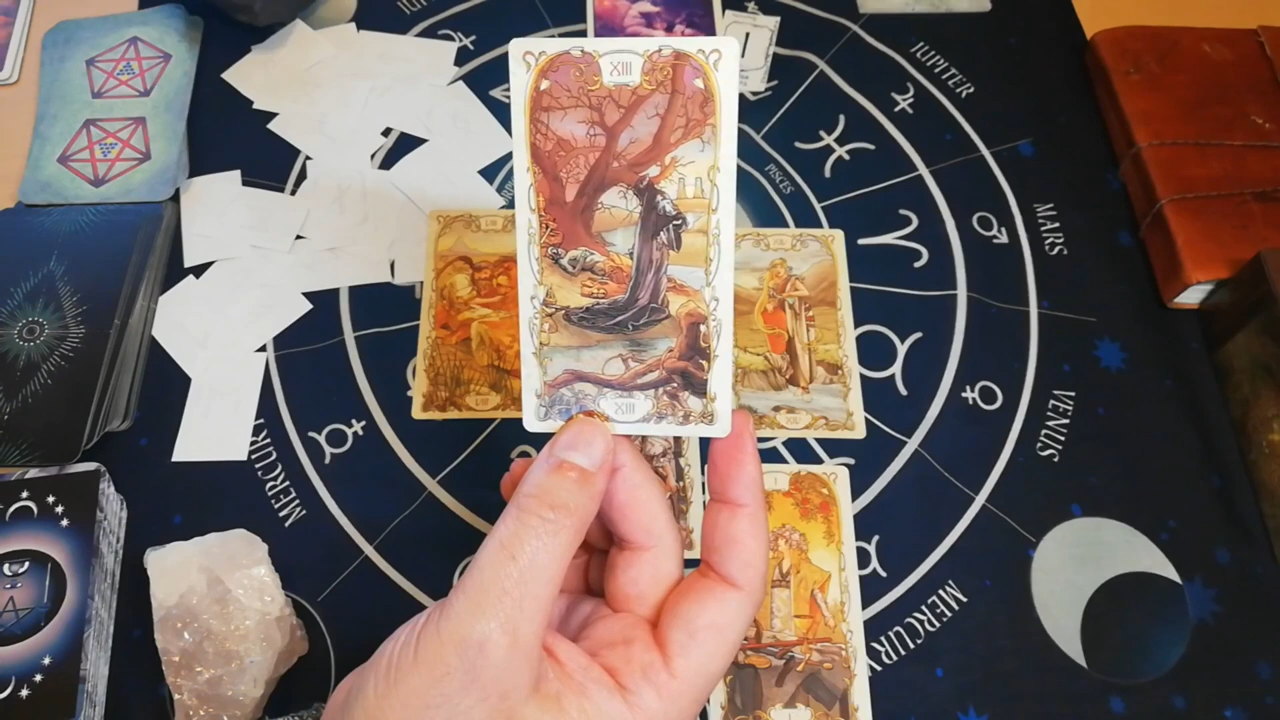 JUPITER
XIII
PISCES
MARS
I
VENUS
XIII
MERCURY
MERCURY
I